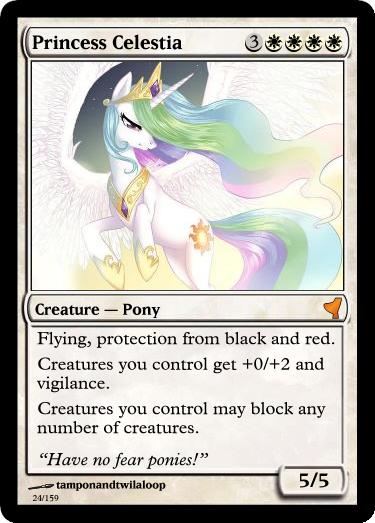 Princess Celestia 3
Creature — Pony
Flying, protection from black and red.
Creatures you control get +0/+2 and
vigilance.
Creatures you control may block any
number of creatures.
“Have no fear ponies!”
tamponandtwilaloop
5/5
24/159